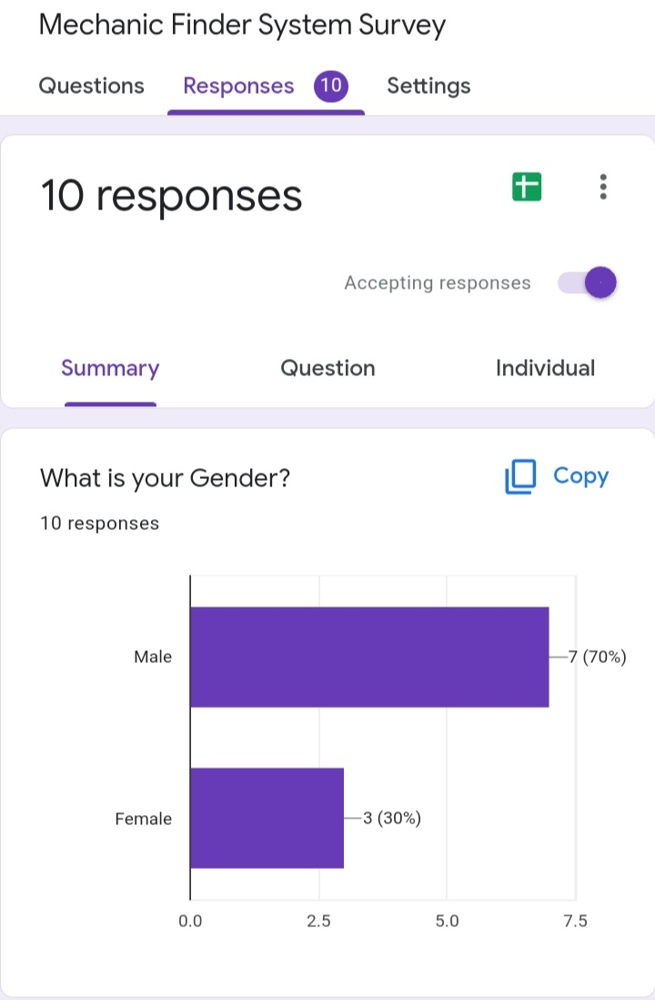 Mechanic Finder System Survey
Questions Responses 10 Settings
10 responses
Accepting responses
Summary Question Individual
What is your Gender? Copy
10 responses
Male 7 (70%)
Female 3 (30%)
0.0 2.5 5.0 7.5